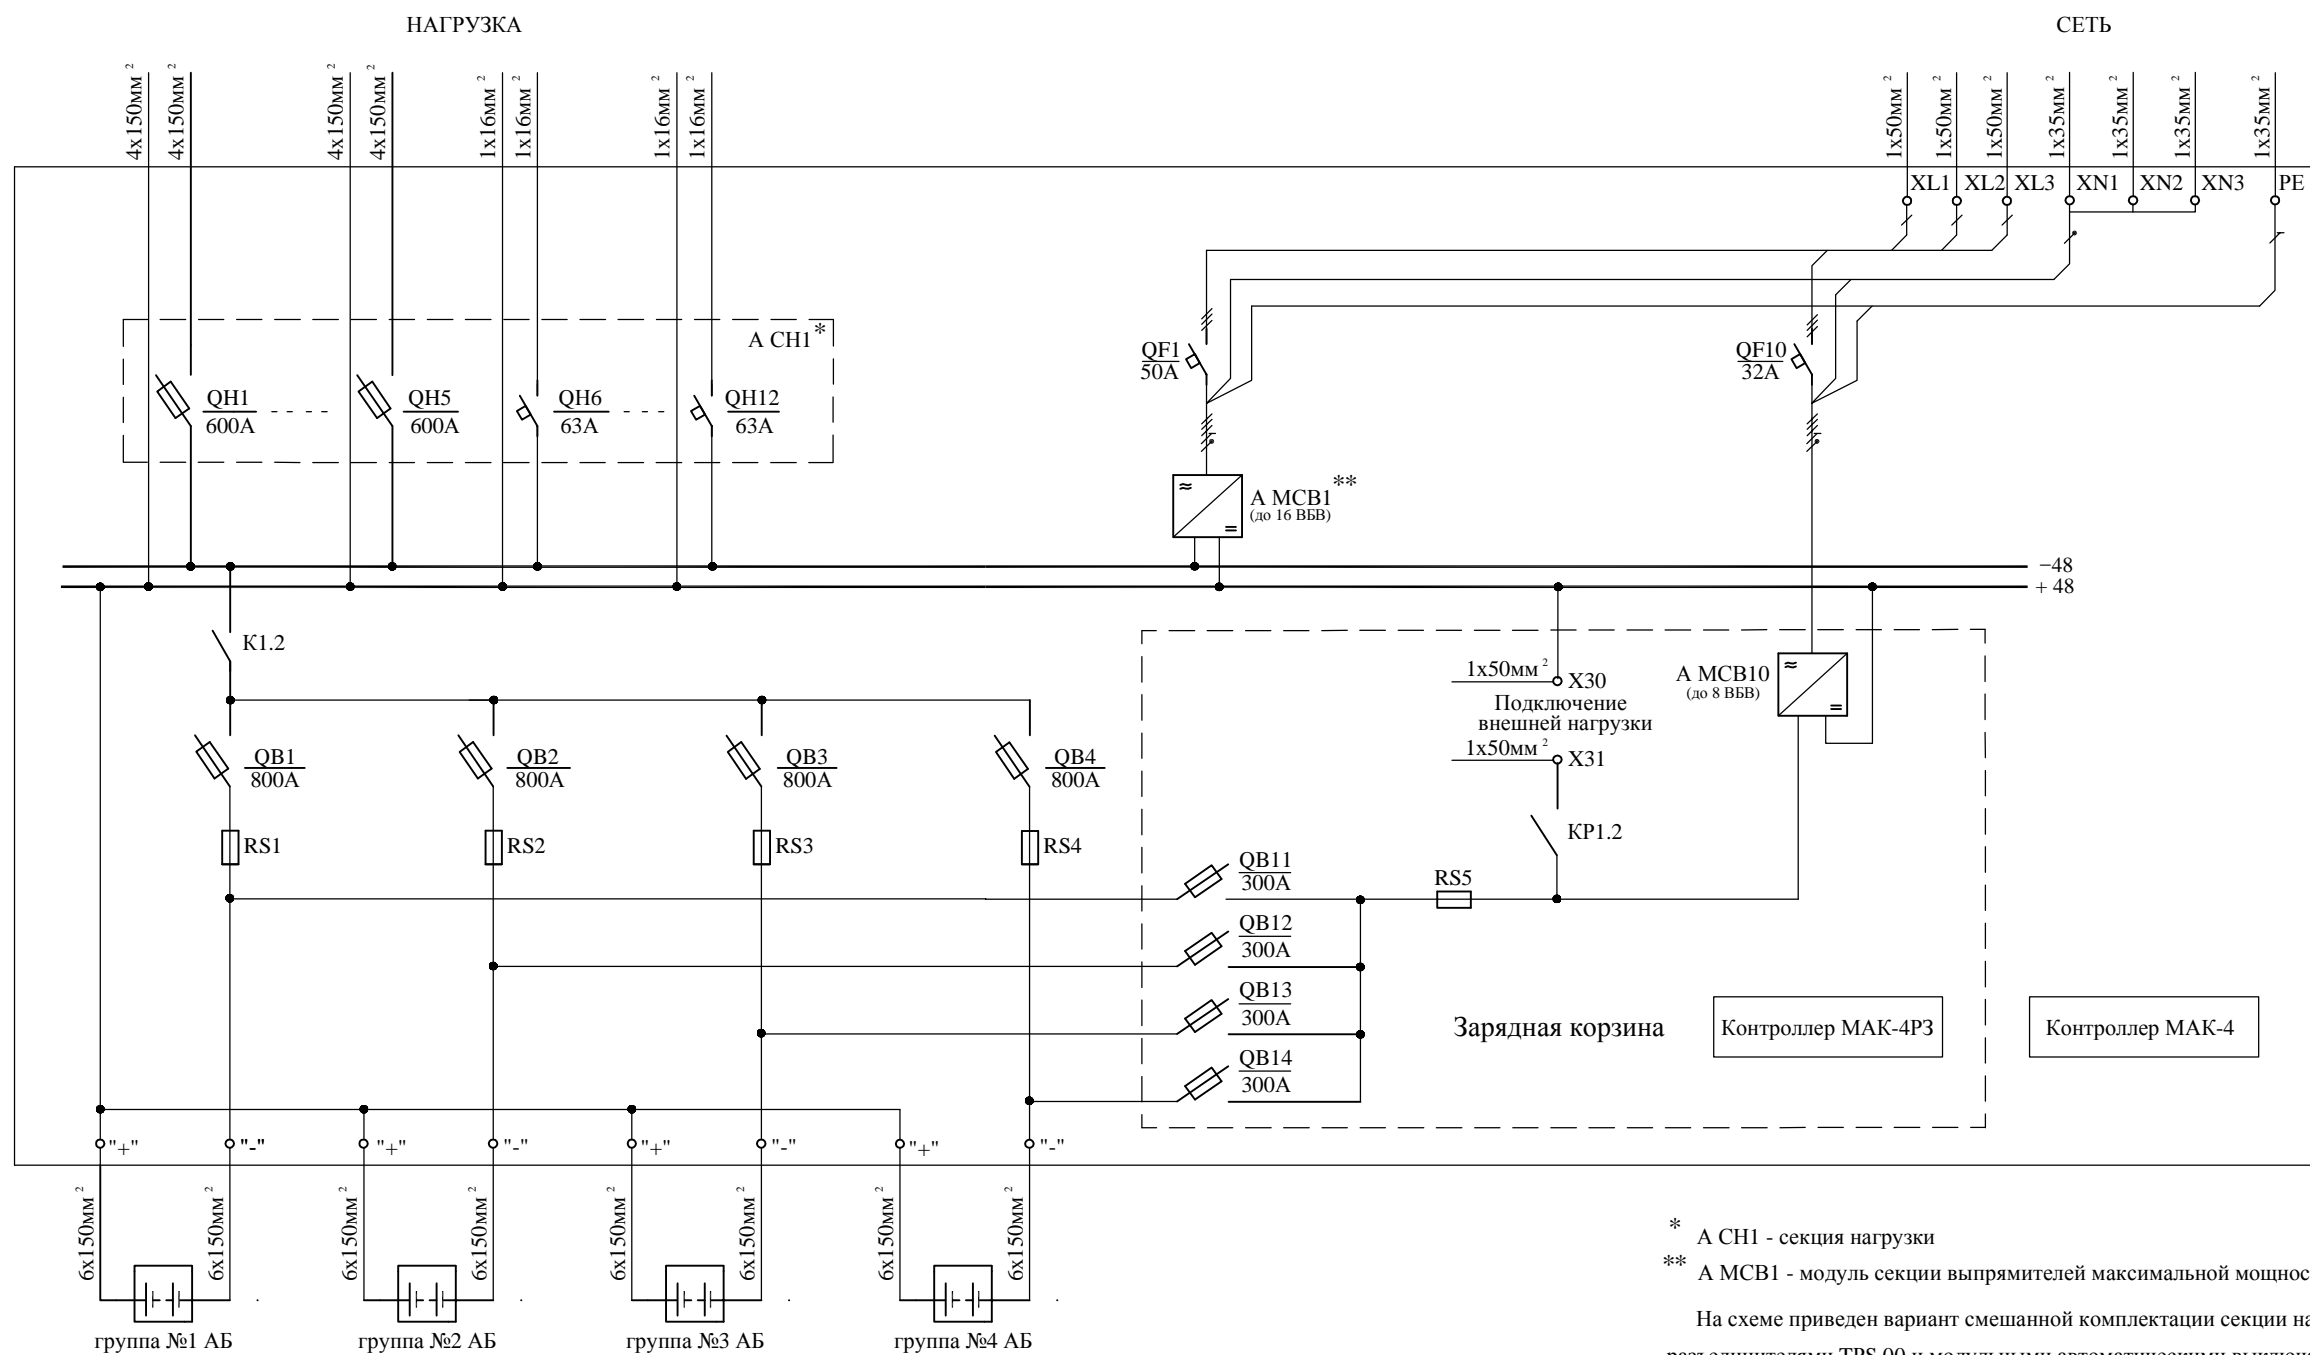 НАГРУЗКА
СЕТЬ
4х150мм²
4х150мм²
4х150мм²
4х150мм²
1х16мм²
1х16мм²
1х16мм²
1х16мм²
1х50мм²
1х50мм²
1х50мм²
1х35мм²
1х35мм²
1х35мм²
1х35мм²
XL1
XL2
XL3
XN1
XN2
XN3
PE
А СН1*
QH1
600А
QH5
600А
QH6
63А
QH12
63А
QF1
50А
QF10
32А
А МСВ1**
(до 16 ВБВ)
−48
+ 48
К1.2
1х50мм²
X30
Подключение
внешней нагрузки
1х50мм²
X31
А МСВ10
(до 8 ВБВ)
QB1
800А
QB2
800А
QB3
800А
QB4
800А
КР1.2
RS1
RS2
RS3
RS4
QB11
300А
RS5
QB12
300А
QB13
300А
QB14
300А
Зарядная корзина
Контроллер МАК-4РЗ
Контроллер МАК-4
"+"
"-"
"+"
"-"
"+"
"-"
"+"
"-"
6х150мм²
6х150мм²
6х150мм²
6х150мм²
6х150мм²
6х150мм²
6х150мм²
6х150мм²
группа №1 АБ
группа №2 АБ
группа №3 АБ
группа №4 АБ
* А СН1 - секция нагрузки
** А МСВ1 - модуль секции выпрямителей максимальной мощнос
На схеме приведен вариант смешанной комплектации секции на